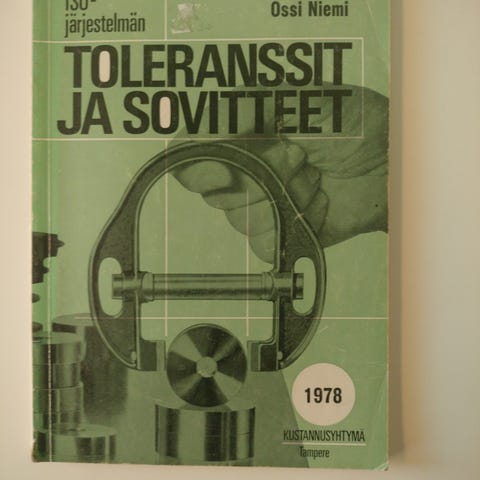 ISO-
järjestelmän
Ossi Niemi
TOLERANSSIT
JA SOVITTEET
1978
KUSTANNUSYHTYMÄ
Tampere